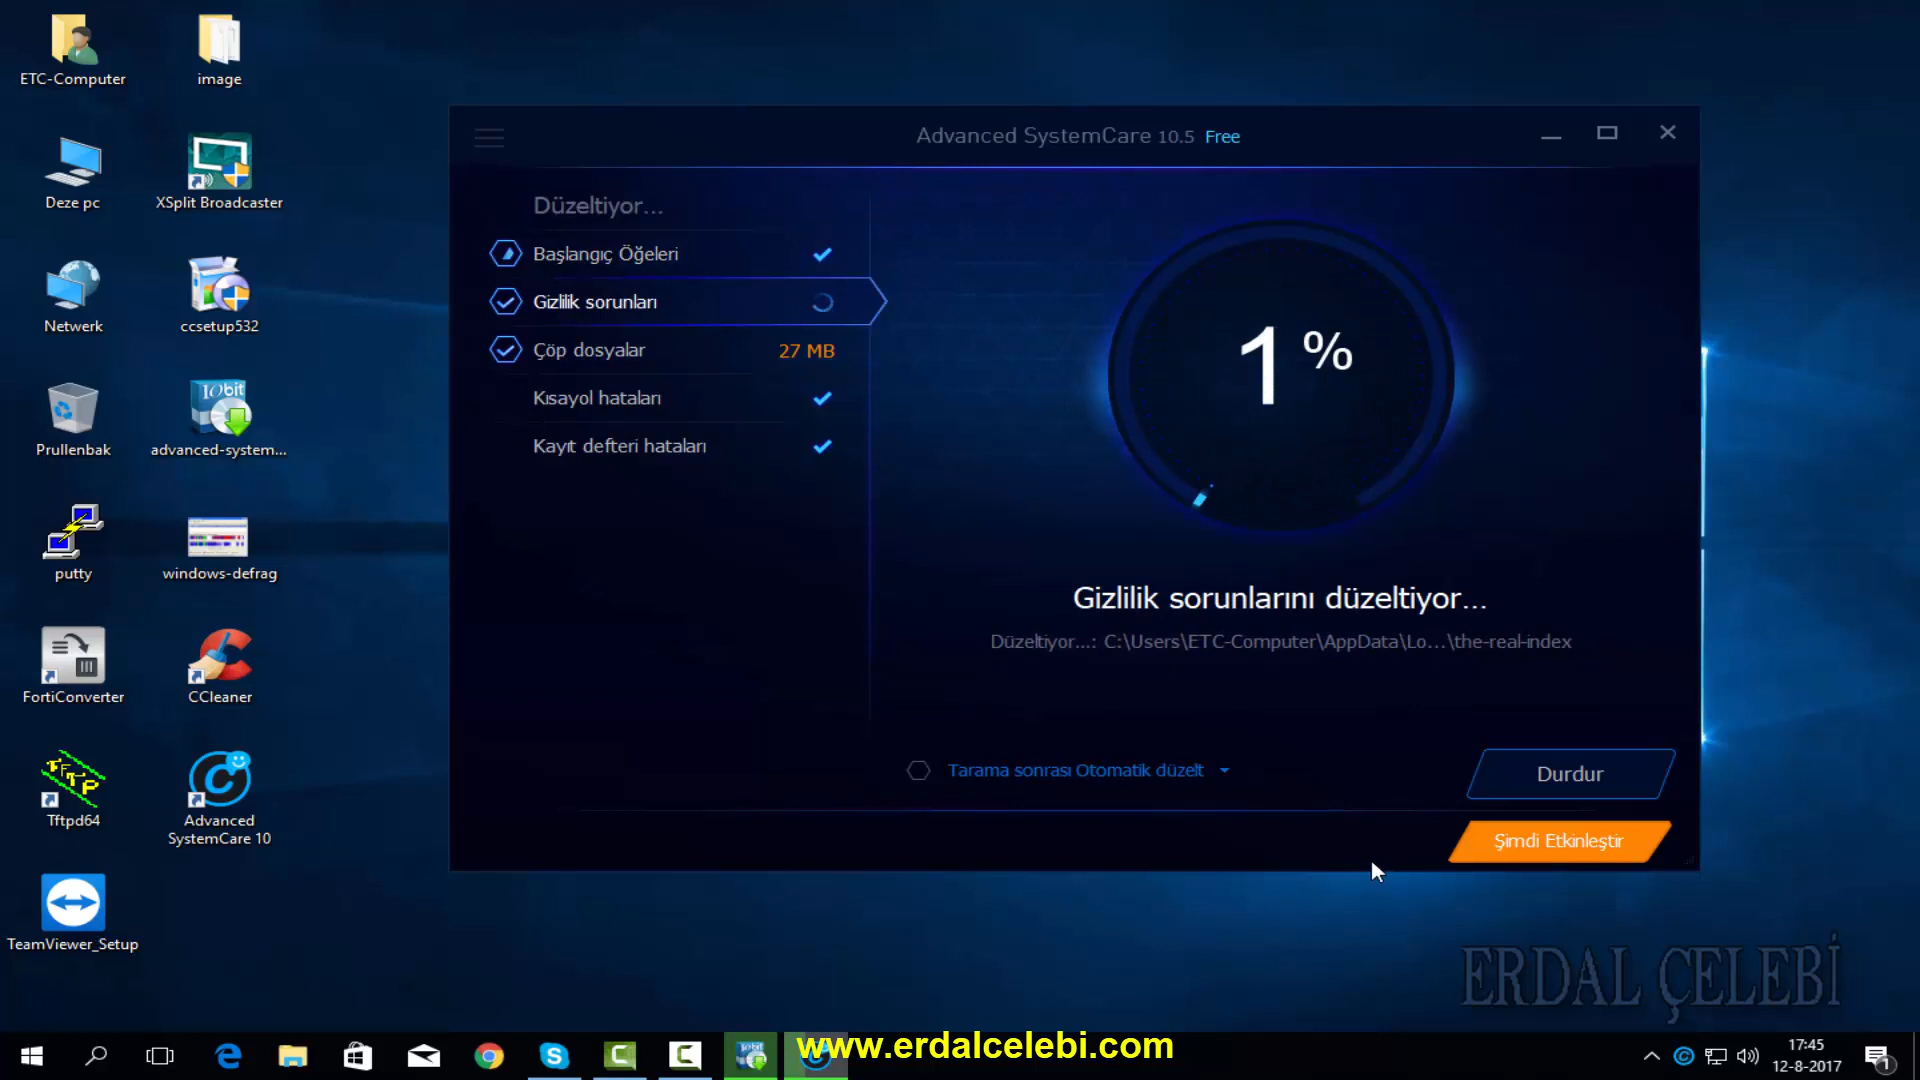 ETC-Computer
image
Deze pc
XSplit Broadcaster
Netwerk
ccsetup532
Prullenbak
IObit
advanced-system...
putty
windows-defrag
FortiConverter
CCleaner
TFTP
Tftpd64
Advanced
SystemCare 10
TeamViewer_Setup
Advanced SystemCare 10.5 Free
Düzeltiyor...
Başlangıç Öğeleri
Gizlilik sorunları
Çöp dosyalar 27 MB
Kısayol hataları
Kayıt defteri hataları
1 %
Gizlilik sorunlarını düzeltiyor...
Düzeltiyor...: C:\Users\ETC-Computer\AppData\Lo...\the-real-index
Tarama sonrası Otomatik düzelt
Durdur
Şimdi Etkinleştir
ERDAL ÇELEBİ
www.erdalcelebi.com
17:45
12-8-2017
1